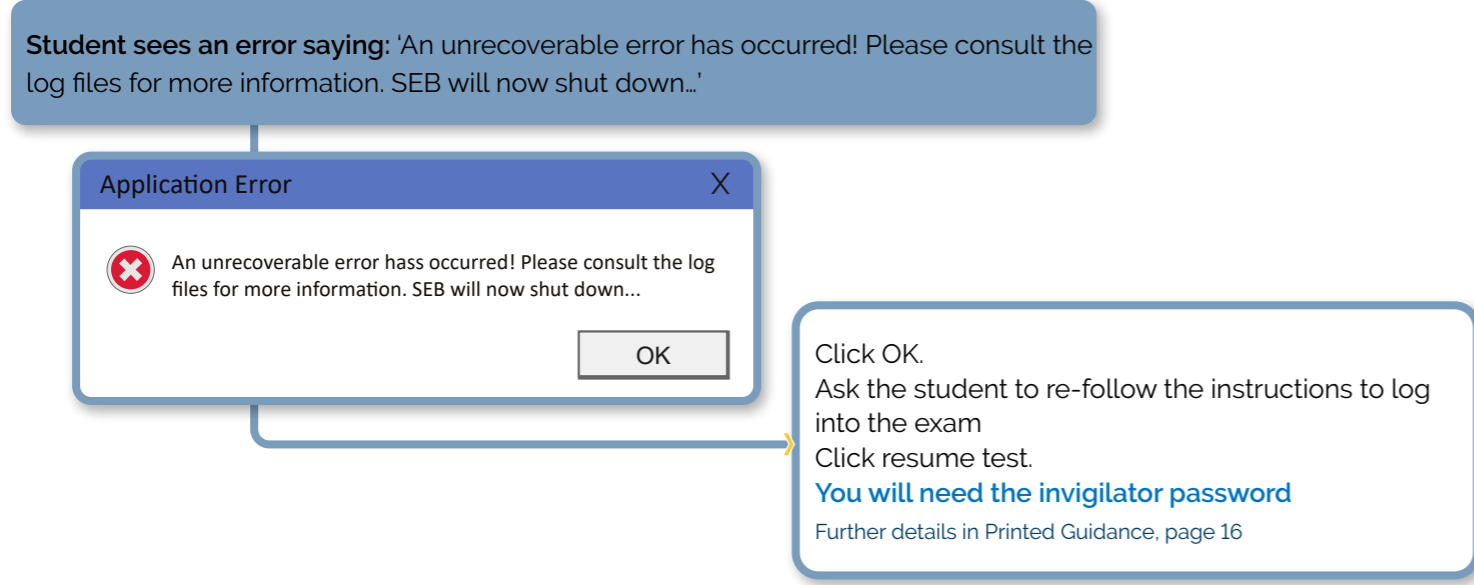 Student sees an error saying: ‘An unrecoverable error has occurred! Please consult the
log files for more information. SEB will now shut down…’
Application Error X
An unrecoverable error hass occurred! Please consult the log
files for more information. SEB will now shut down...
OK
Click OK.
Ask the student to re-follow the instructions to log
into the exam
Click resume test.
You will need the invigilator password
Further details in Printed Guidance, page 16